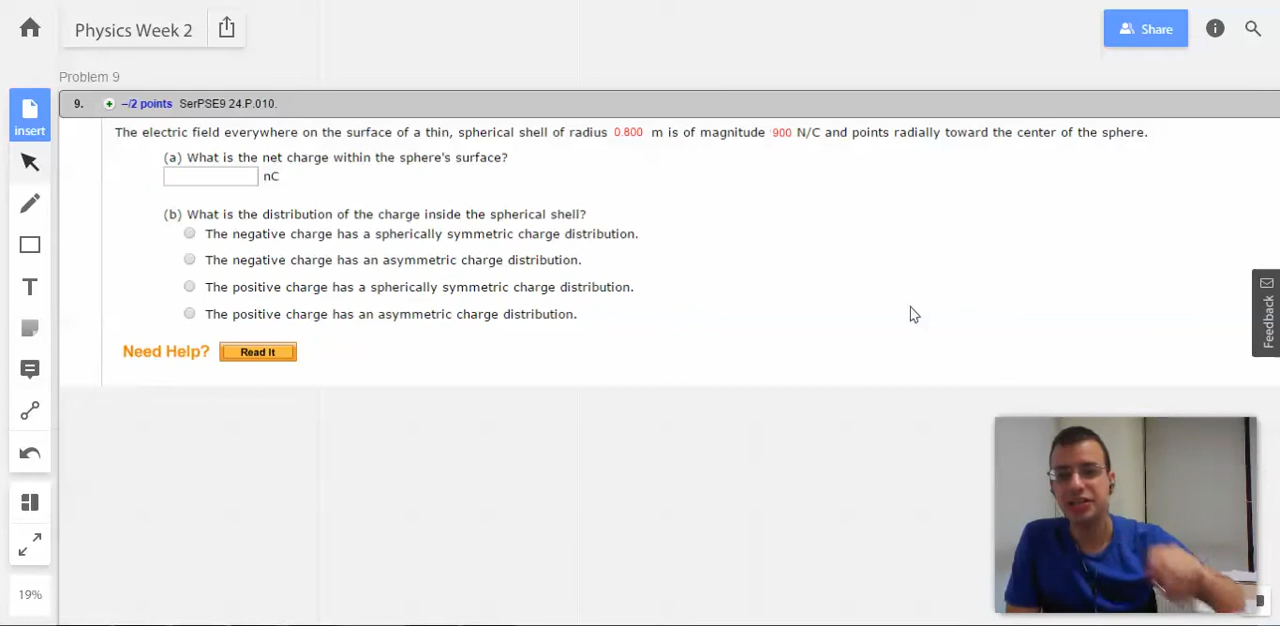 Physics Week 2
Share
Problem 9
insert
9. –/2 points SerPSE9 24.P.010.
The electric field everywhere on the surface of a thin, spherical shell of radius 0.800 m is of magnitude 900 N/C and points radially toward the center of the sphere.
(a) What is the net charge within the sphere's surface?
nC
(b) What is the distribution of the charge inside the spherical shell?
The negative charge has a spherically symmetric charge distribution.
The negative charge has an asymmetric charge distribution.
The positive charge has a spherically symmetric charge distribution.
The positive charge has an asymmetric charge distribution.
Need Help? Read It
Feedback
19%